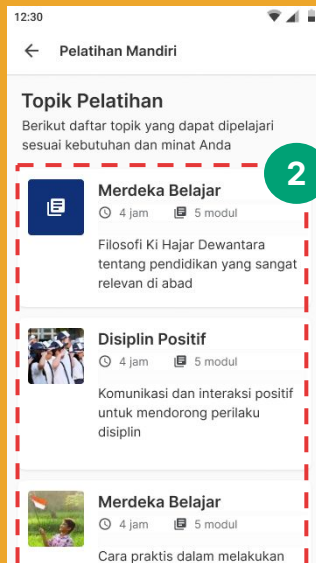 12:30
Pelatihan Mandiri
Topik Pelatihan
Berikut daftar topik yang dapat dipelajari
sesuai kebutuhan dan minat Anda
2
Merdeka Belajar
4 jam 5 modul
Filosofi Ki Hajar Dewantara
tentang pendidikan yang sangat
relevan di abad
Disiplin Positif
4 jam 5 modul
Komunikasi dan interaksi positif
untuk mendorong perilaku
disiplin
Merdeka Belajar
4 jam 5 modul
Cara praktis dalam melakukan